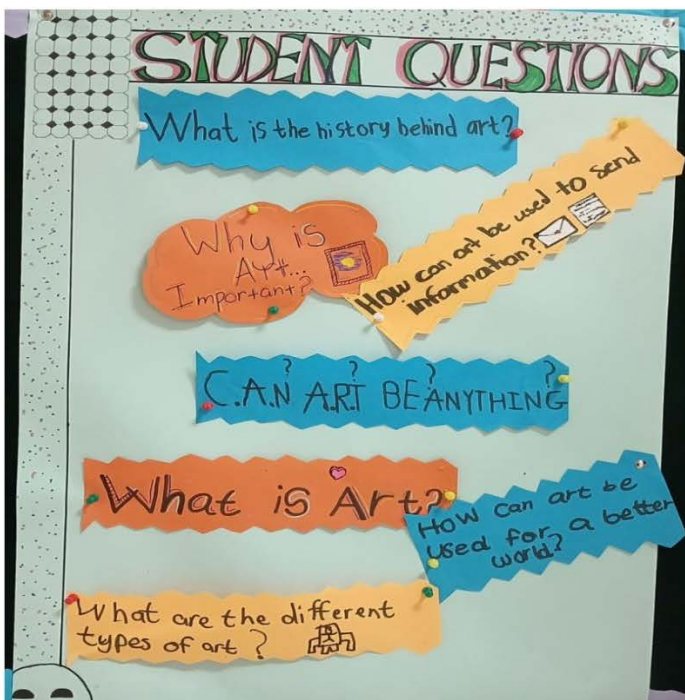 STUDENT QUESTIONS
What is the history behind art?
Why is
Art...
Important?
How can art be used to send
information?
? ? ? ?
C.A.N A.R.T BE ANYTHING
What is Art?
HOW can art be
used for a better
world?
What are the different
types of art ?